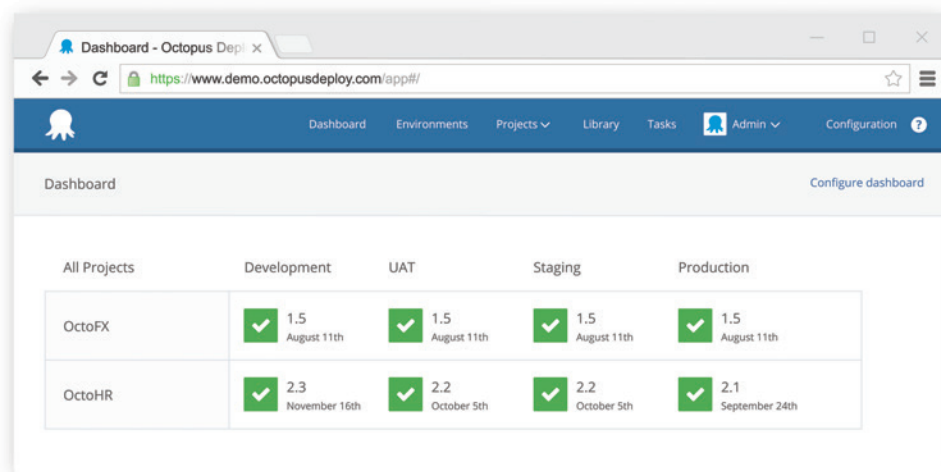 Dashboard - Octopus Depl
https://www.demo.octopusdeploy.com/app#/
Dashboard Environments Projects Library Tasks Admin Configuration ?
Dashboard Configure dashboard
All Projects Development UAT Staging Production
OctoFX 1.5 1.5 1.5 1.5
August 11th August 11th August 11th August 11th
OctoHR 2.3 2.2 2.2 2.1
November 16th October 5th October 5th September 24th